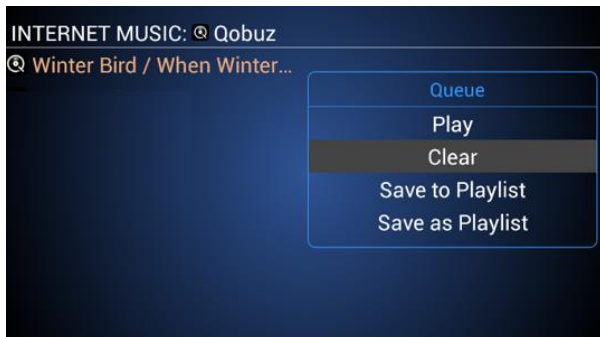 INTERNET MUSIC: Qobuz
Winter Bird / When Winter...
Queue
Play
Clear
Save to Playlist
Save as Playlist